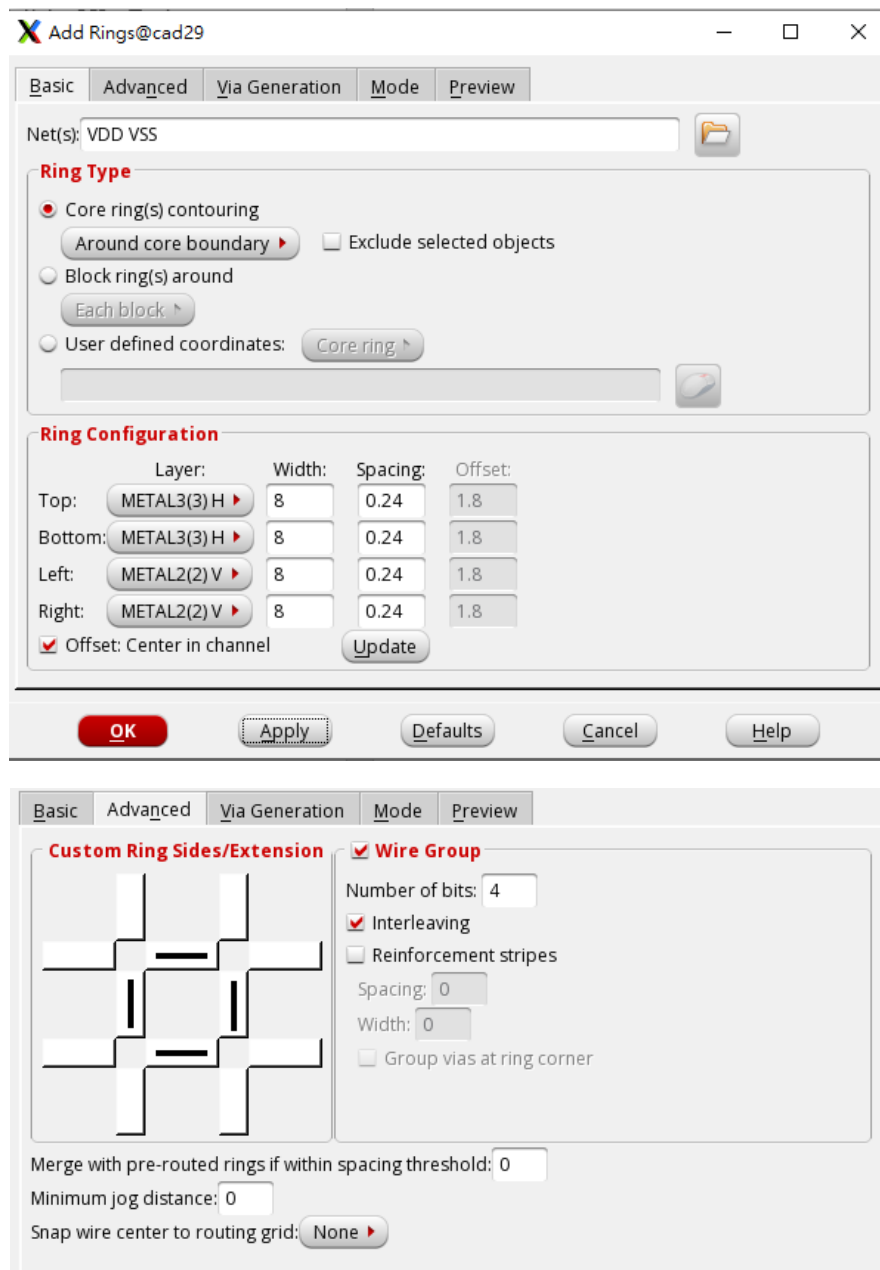 Add Rings@cad29
Basic Advanced Via Generation Mode Preview
Net(s): VDD VSS
Ring Type
Core ring(s) contouring
Around core boundary Exclude selected objects
Block ring(s) around
Each block
User defined coordinates: Core ring
Ring Configuration
Layer: Width: Spacing: Offset:
Top: METAL3(3) H 8 0.24 1.8
Bottom: METAL3(3) H 8 0.24 1.8
Left: METAL2(2) V 8 0.24 1.8
Right: METAL2(2) V 8 0.24 1.8
Offset: Center in channel Update
OK Apply Defaults Cancel Help
Basic Advanced Via Generation Mode Preview
Custom Ring Sides/Extension Wire Group
Number of bits: 4
Interleaving
Reinforcement stripes
Spacing: 0
Width: 0
Group vias at ring corner
Merge with pre-routed rings if within spacing threshold: 0
Minimum jog distance: 0
Snap wire center to routing grid: None